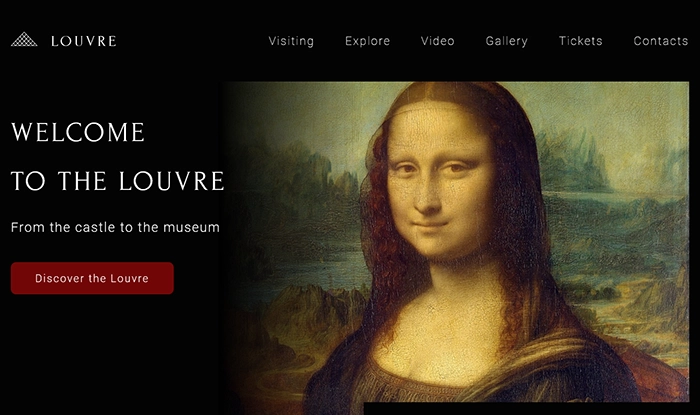 LOUVRE
Visiting
Explore
Video
Gallery
Tickets
Contacts
WELCOME
TO THE LOUVRE
From the castle to the museum
Discover the Louvre